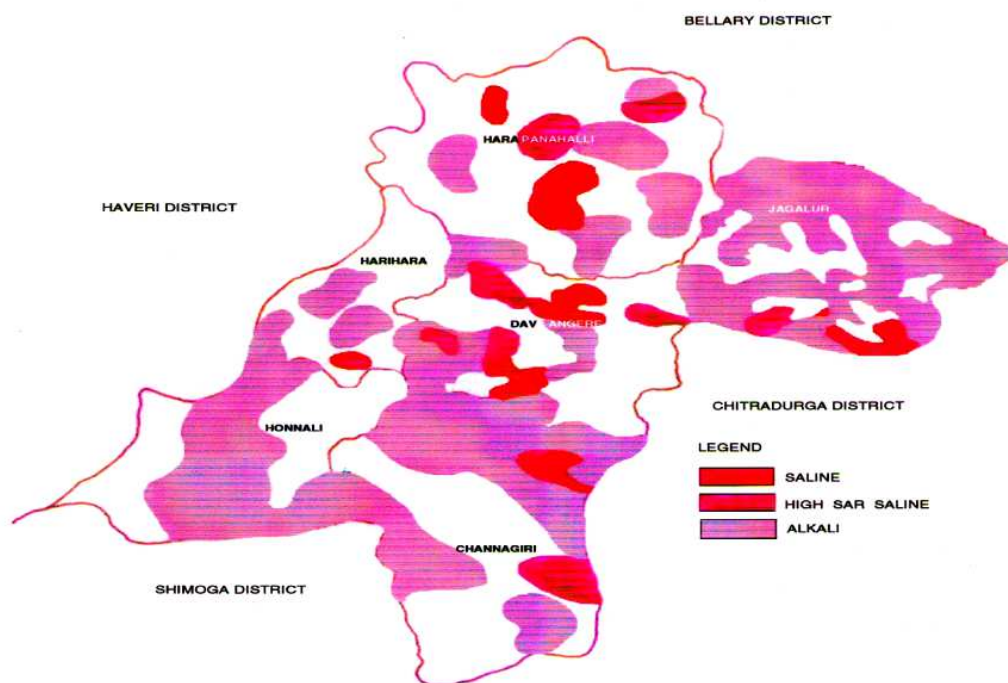 BELLARY DISTRICT
HARAPANAHALLI
HAVERI DISTRICT
JAGALUR
HARIHARA
DAVANGERE
CHITRADURGA DISTRICT
HONNALI
LEGEND
SALINE
HIGH SAR SALINE
ALKALI
CHANNAGIRI
SHIMOGA DISTRICT